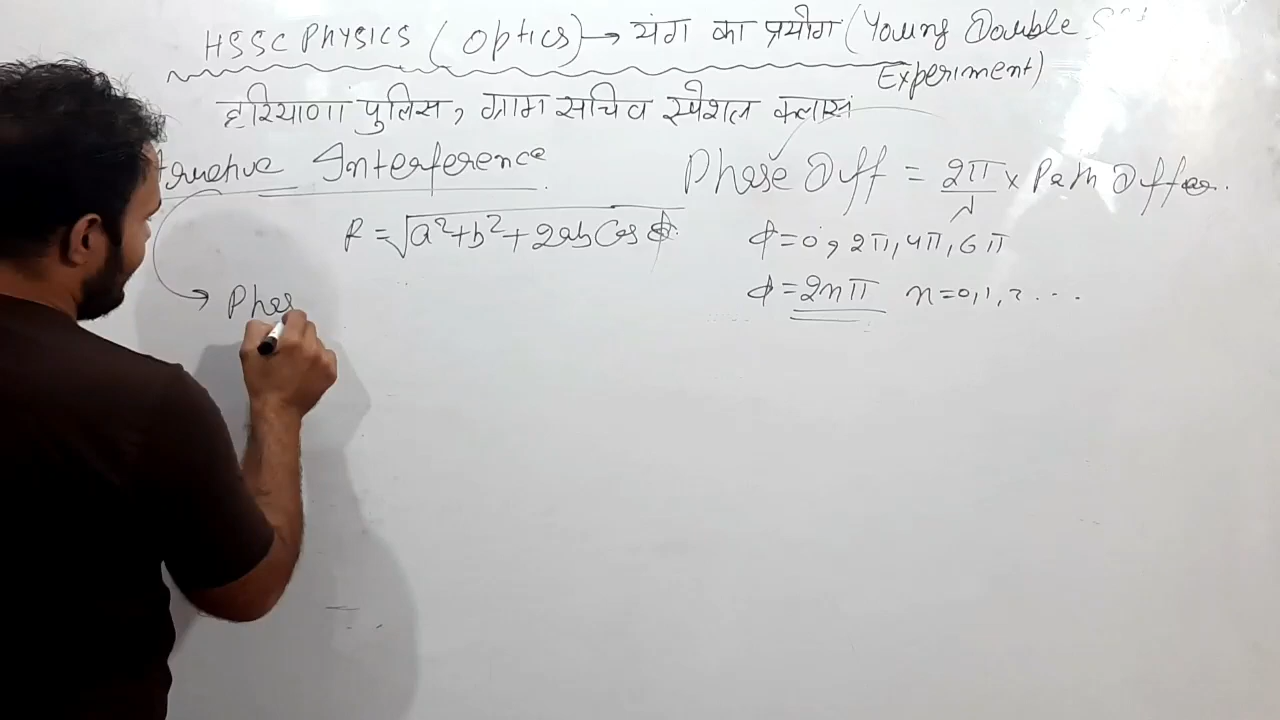 HSSC PHYSICS (Optics) → यंग का प्रयोग (Young Double
Experiment)
हरियाणा पुलिस, ग्राम सचिव स्पेशल क्लास
Interference
R = √a²+b²+2ab Cos ϕ
Phase Diff = 2π/λ × Path Differ.
ϕ = 0, 2π, 4π, 6π
ϕ = 2nπ n=0,1,2....
→ Phas